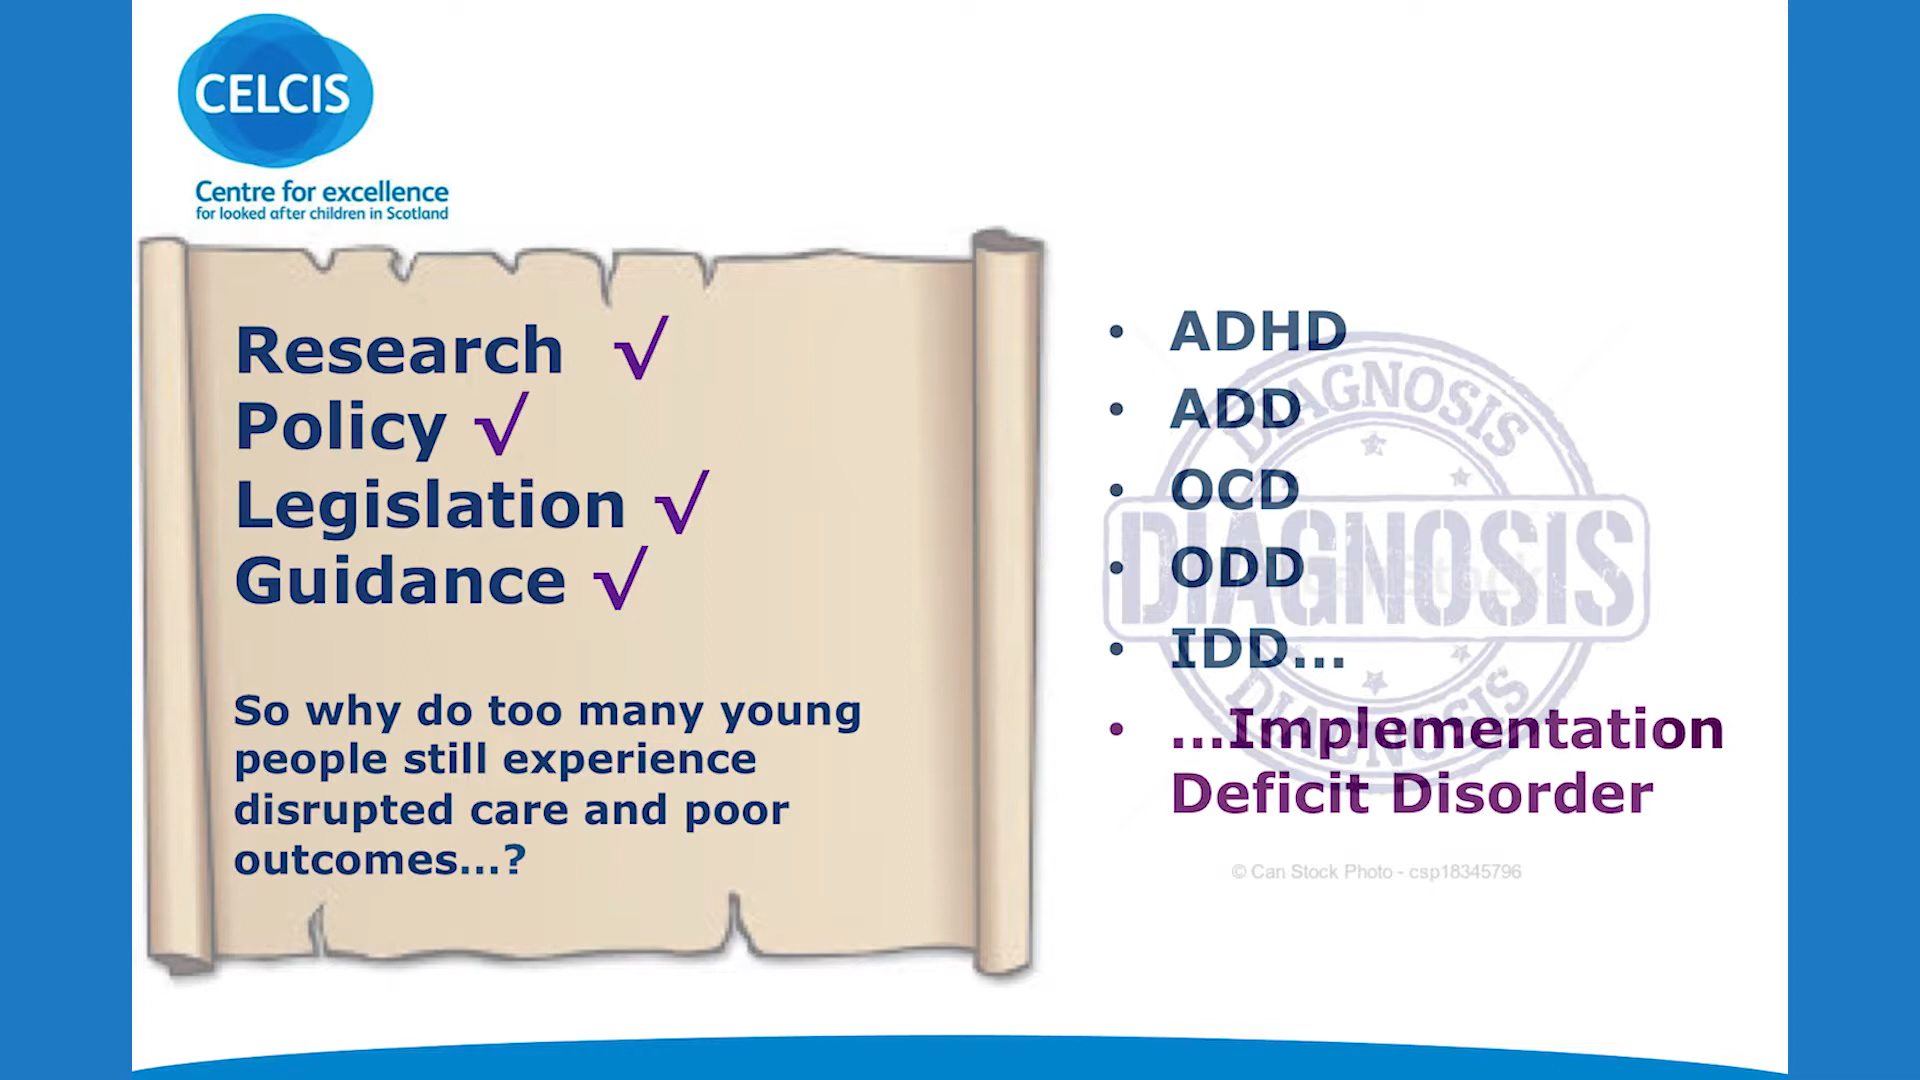 CELCIS
Centre for excellence
for looked after children in Scotland
Research √
Policy √
Legislation √
Guidance √
So why do too many young
people still experience
disrupted care and poor
outcomes...?
• ADHD
• ADD
• OCD
• ODD
• IDD...
• ...Implementation
Deficit Disorder
DIAGNOSIS
DIAGNOSIS
DIAGNOSIS
© Can Stock Photo - csp18345796